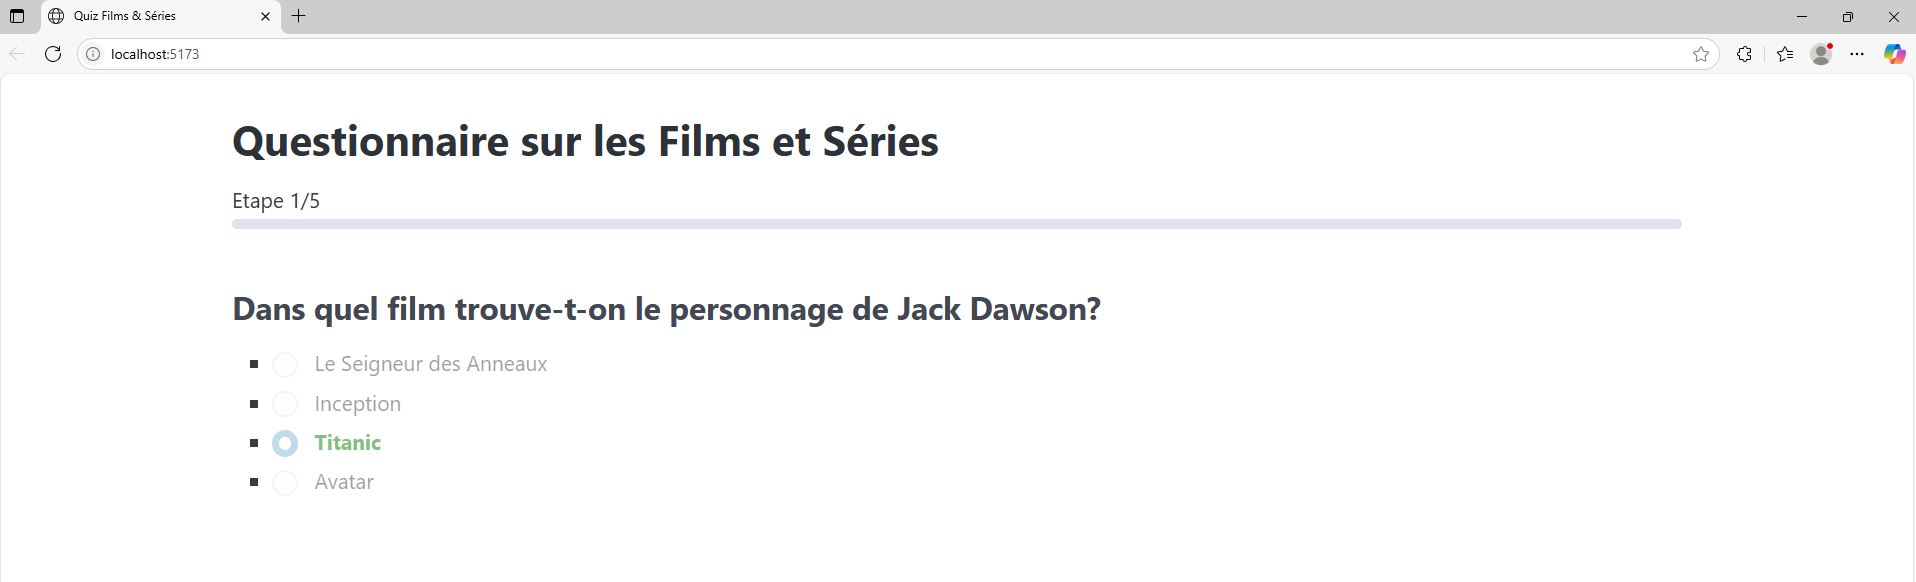 Quiz Films & Séries
localhost:5173
Questionnaire sur les Films et Séries
Etape 1/5
Dans quel film trouve-t-on le personnage de Jack Dawson?
Le Seigneur des Anneaux
Inception
Titanic
Avatar